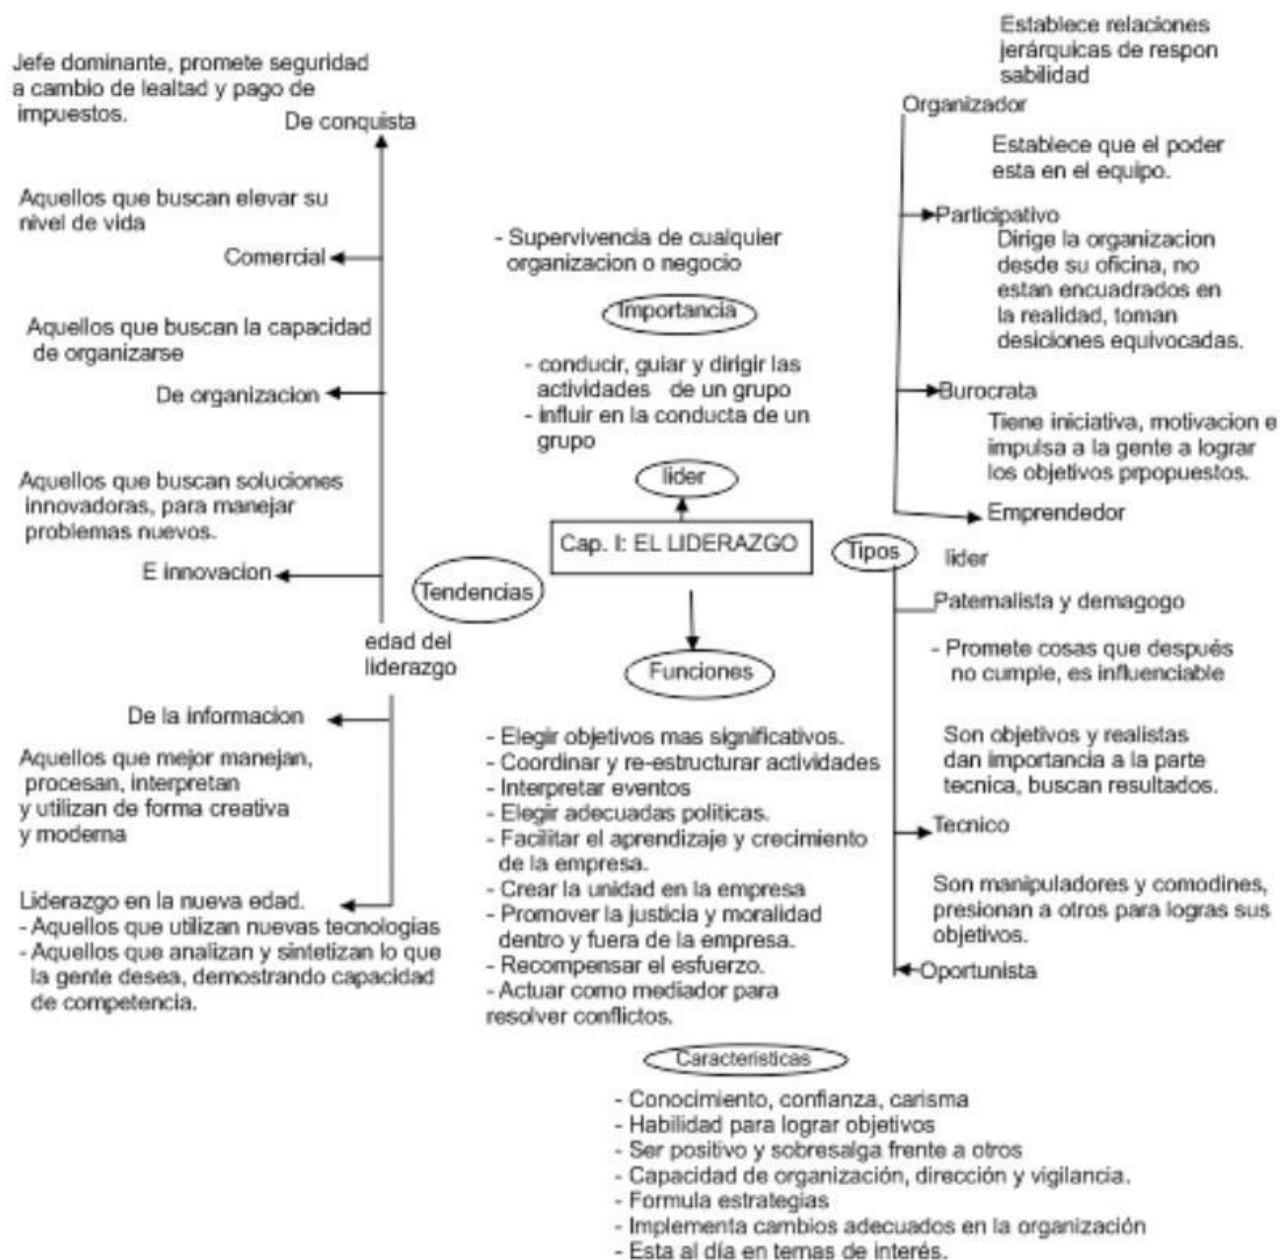 Jefe dominante, promete seguridad
a cambio de lealtad y pago de
impuestos.
De conquista
Aquellos que buscan elevar su
nivel de vida
Comercial
Aquellos que buscan la capacidad
de organizarse
De organizacion
Aquellos que buscan soluciones
innovadoras, para manejar
problemas nuevos.
E innovacion
Tendencias
edad del
liderazgo
De la informacion
Aquellos que mejor manejan,
procesan, interpretan
y utilizan de forma creativa
y moderna
Liderazgo en la nueva edad.
- Aquellos que utilizan nuevas tecnologias
- Aquellos que analizan y sintetizan lo que
la gente desea, demostrando capacidad
de competencia.
- Supervivencia de cualquier
organizacion o negocio
Importancia
- conducir, guiar y dirigir las
actividades de un grupo
- influir en la conducta de un
grupo
lider
Cap. I: EL LIDERAZGO
Funciones
- Elegir objetivos mas significativos.
- Coordinar y re-estructurar actividades
- Interpretar eventos
- Elegir adecuadas políticas.
- Facilitar el aprendizaje y crecimiento
de la empresa.
- Crear la unidad en la empresa
- Promover la justicia y moralidad
dentro y fuera de la empresa.
- Recompensar el esfuerzo.
- Actuar como mediador para
resolver conflictos.
Caracteristicas
- Conocimiento, confianza, carisma
- Habilidad para lograr objetivos
- Ser positivo y sobresalga frente a otros
- Capacidad de organización, dirección y vigilancia.
- Formula estrategias
- Implementa cambios adecuados en la organización
- Esta al día en temas de interés.
Establece relaciones
jerárquicas de respon
sabilidad
Organizador
Establece que el poder
esta en el equipo.
Participativo
Dirige la organizacion
desde su oficina, no
estan encuadrados en
la realidad, toman
desiciones equivocadas.
Burocrata
Tiene iniciativa, motivacion e
impulsa a la gente a lograr
los objetivos prpopuestos.
Emprendedor
Tipos
lider
Paternalista y demagogo
- Promete cosas que después
no cumple, es influenciable
Son objetivos y realistas
dan importancia a la parte
tecnica, buscan resultados.
Tecnico
Son manipuladores y comodines,
presionan a otros para logras sus
objetivos.
Oportunista